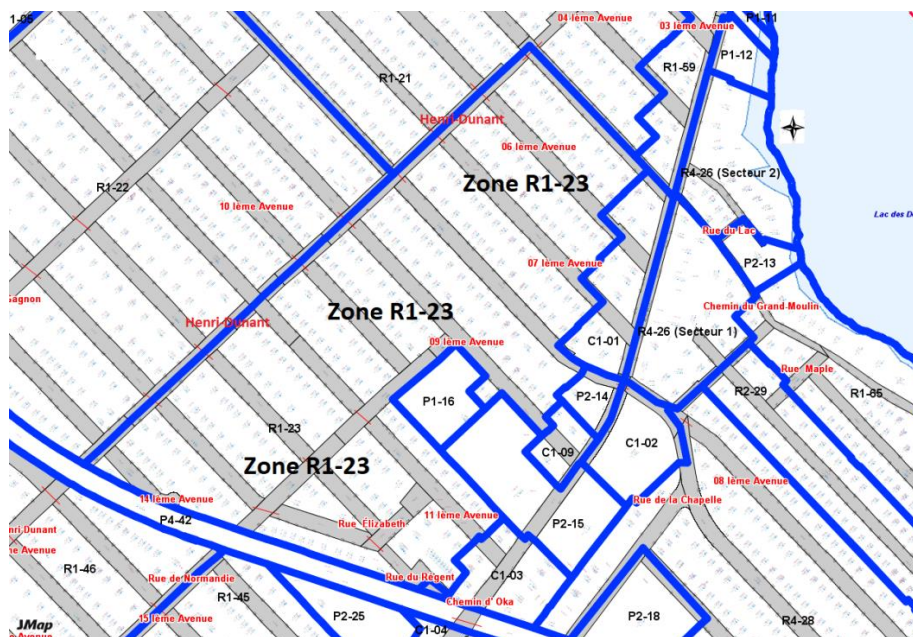 1-05
04 Ième Avenue
03 Ième Avenue
P1-11
P1-12
R1-59
R1-21
Henri-Dunant
06 Ième Avenue
Zone R1-23
R4-26 (Secteur 2)
R1-22
10 Ième Avenue
Lac des D
Rue du Lac
07 Ième Avenue
P2-13
Gagnon
Chemin du Grand-Moulin
Zone R1-23
Henri-Dunant
R4-26 (Secteur 1)
C1-01
09 Ième Avenue
Rue Maple
R2-29
R1-65
P1-16
P2-14
R1-23
C1-02
Zone R1-23
C1-09
08 Ième Avenue
14 Ième Avenue
Rue de la Chapelle
11 Ième Avenue
P4-42
Rue Élizabeth
P2-15
nri-Dunant
me Avenue
R1-46
Rue de Normandie
Rue du Régent
C1-03
R1-45
Chemin d' Oka
15 Ième Avenue
P2-25
C1-04
P2-18
R4-28
JMap
me Avenue